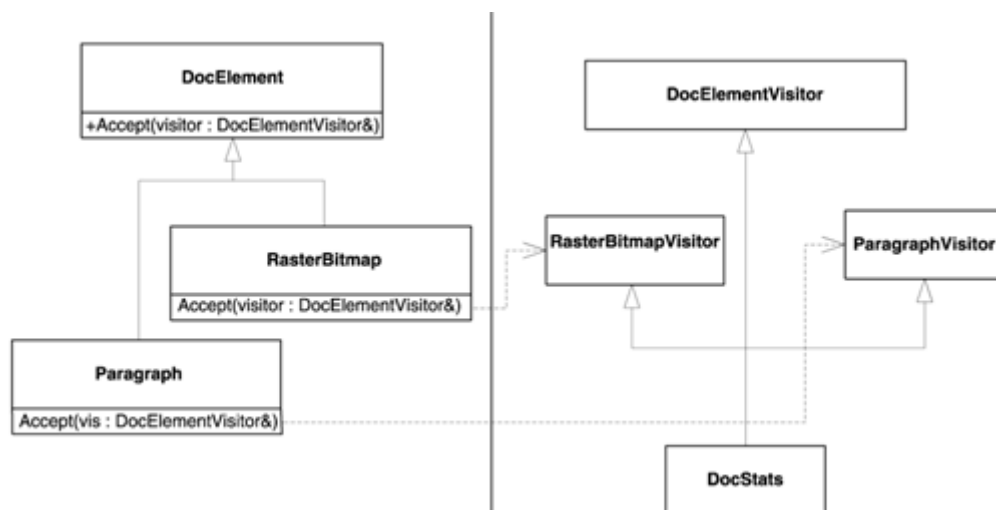 DocElement
+Accept(visitor : DocElementVisitor&)
RasterBitmap
Accept(visitor : DocElementVisitor&)
Paragraph
Accept(vis : DocElementVisitor&)
DocElementVisitor
RasterBitmapVisitor
ParagraphVisitor
DocStats